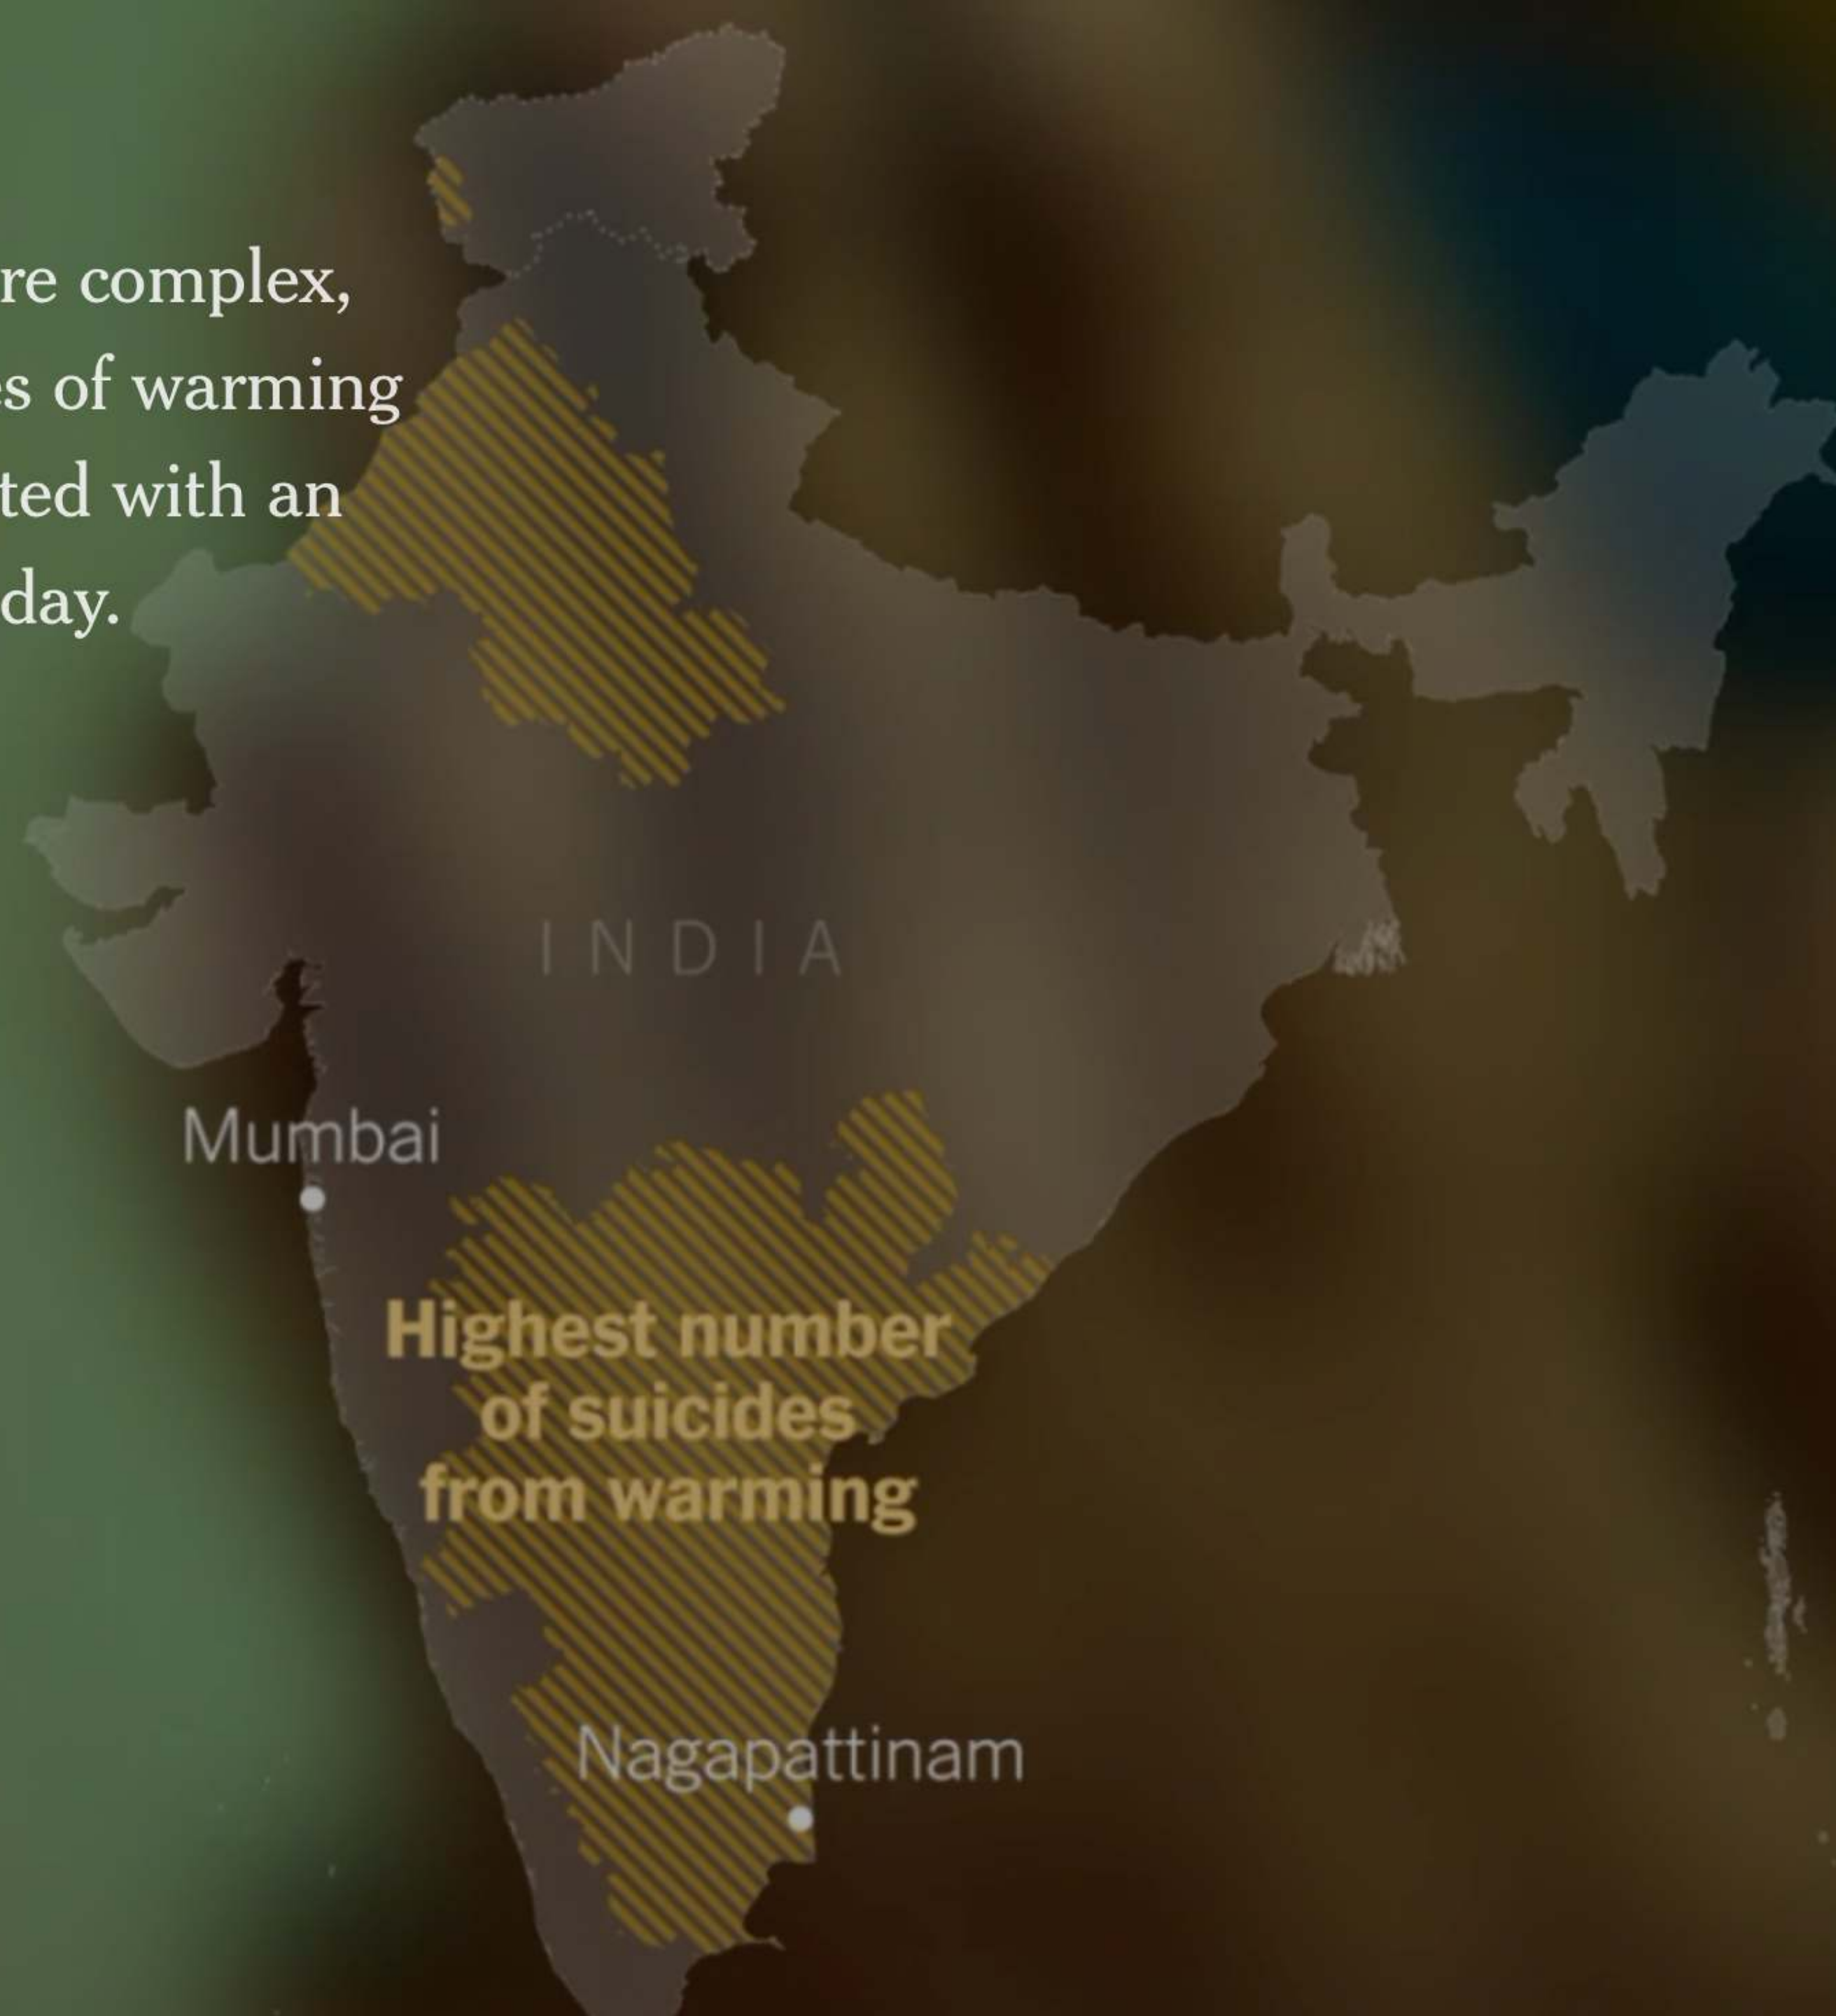 re complex,
s of warming
ted with an
day.
INDIA
Mumbai
Highest number
of suicides
from warming
Nagapattinam